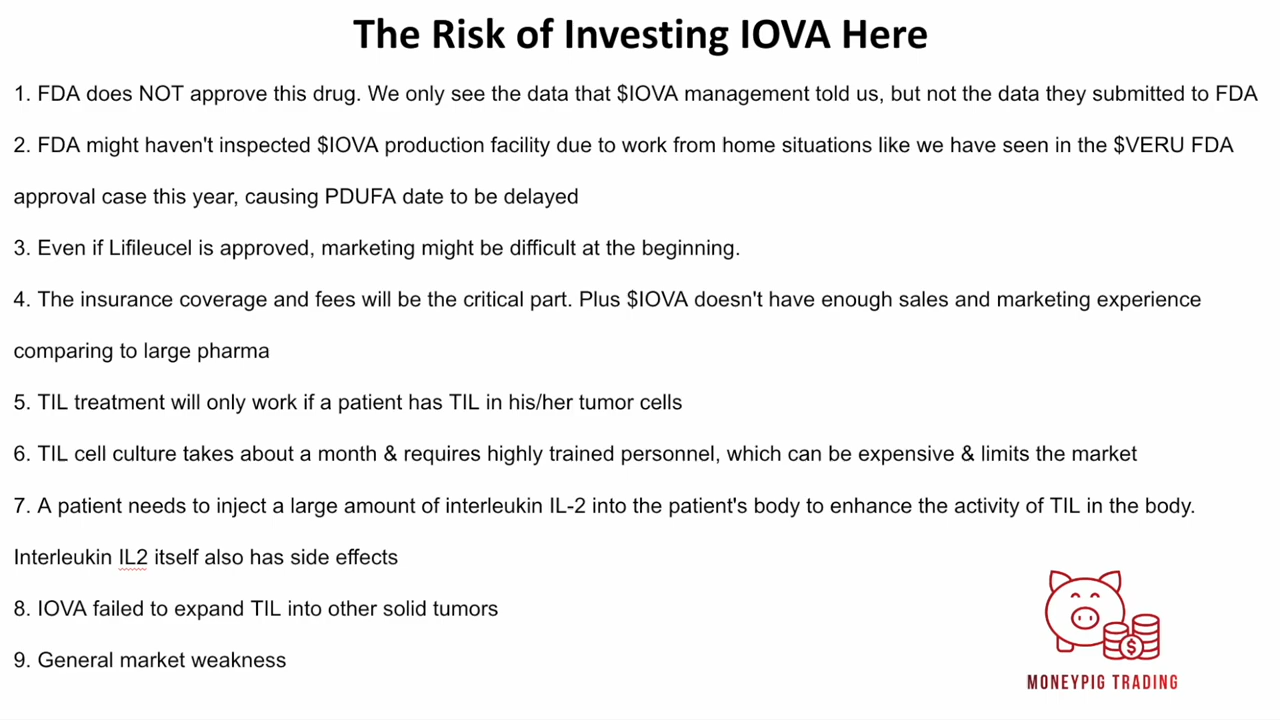 The Risk of Investing IOVA Here
1. FDA does NOT approve this drug. We only see the data that $IOVA management told us, but not the data they submitted to FDA
2. FDA might haven't inspected $IOVA production facility due to work from home situations like we have seen in the $VERU FDA
approval case this year, causing PDUFA date to be delayed
3. Even if Lifileucel is approved, marketing might be difficult at the beginning.
4. The insurance coverage and fees will be the critical part. Plus $IOVA doesn't have enough sales and marketing experience
comparing to large pharma
5. TIL treatment will only work if a patient has TIL in his/her tumor cells
6. TIL cell culture takes about a month & requires highly trained personnel, which can be expensive & limits the market
7. A patient needs to inject a large amount of interleukin IL-2 into the patient's body to enhance the activity of TIL in the body.
Interleukin IL2 itself also has side effects
8. IOVA failed to expand TIL into other solid tumors
9. General market weakness
$
MONEYPIG TRADING